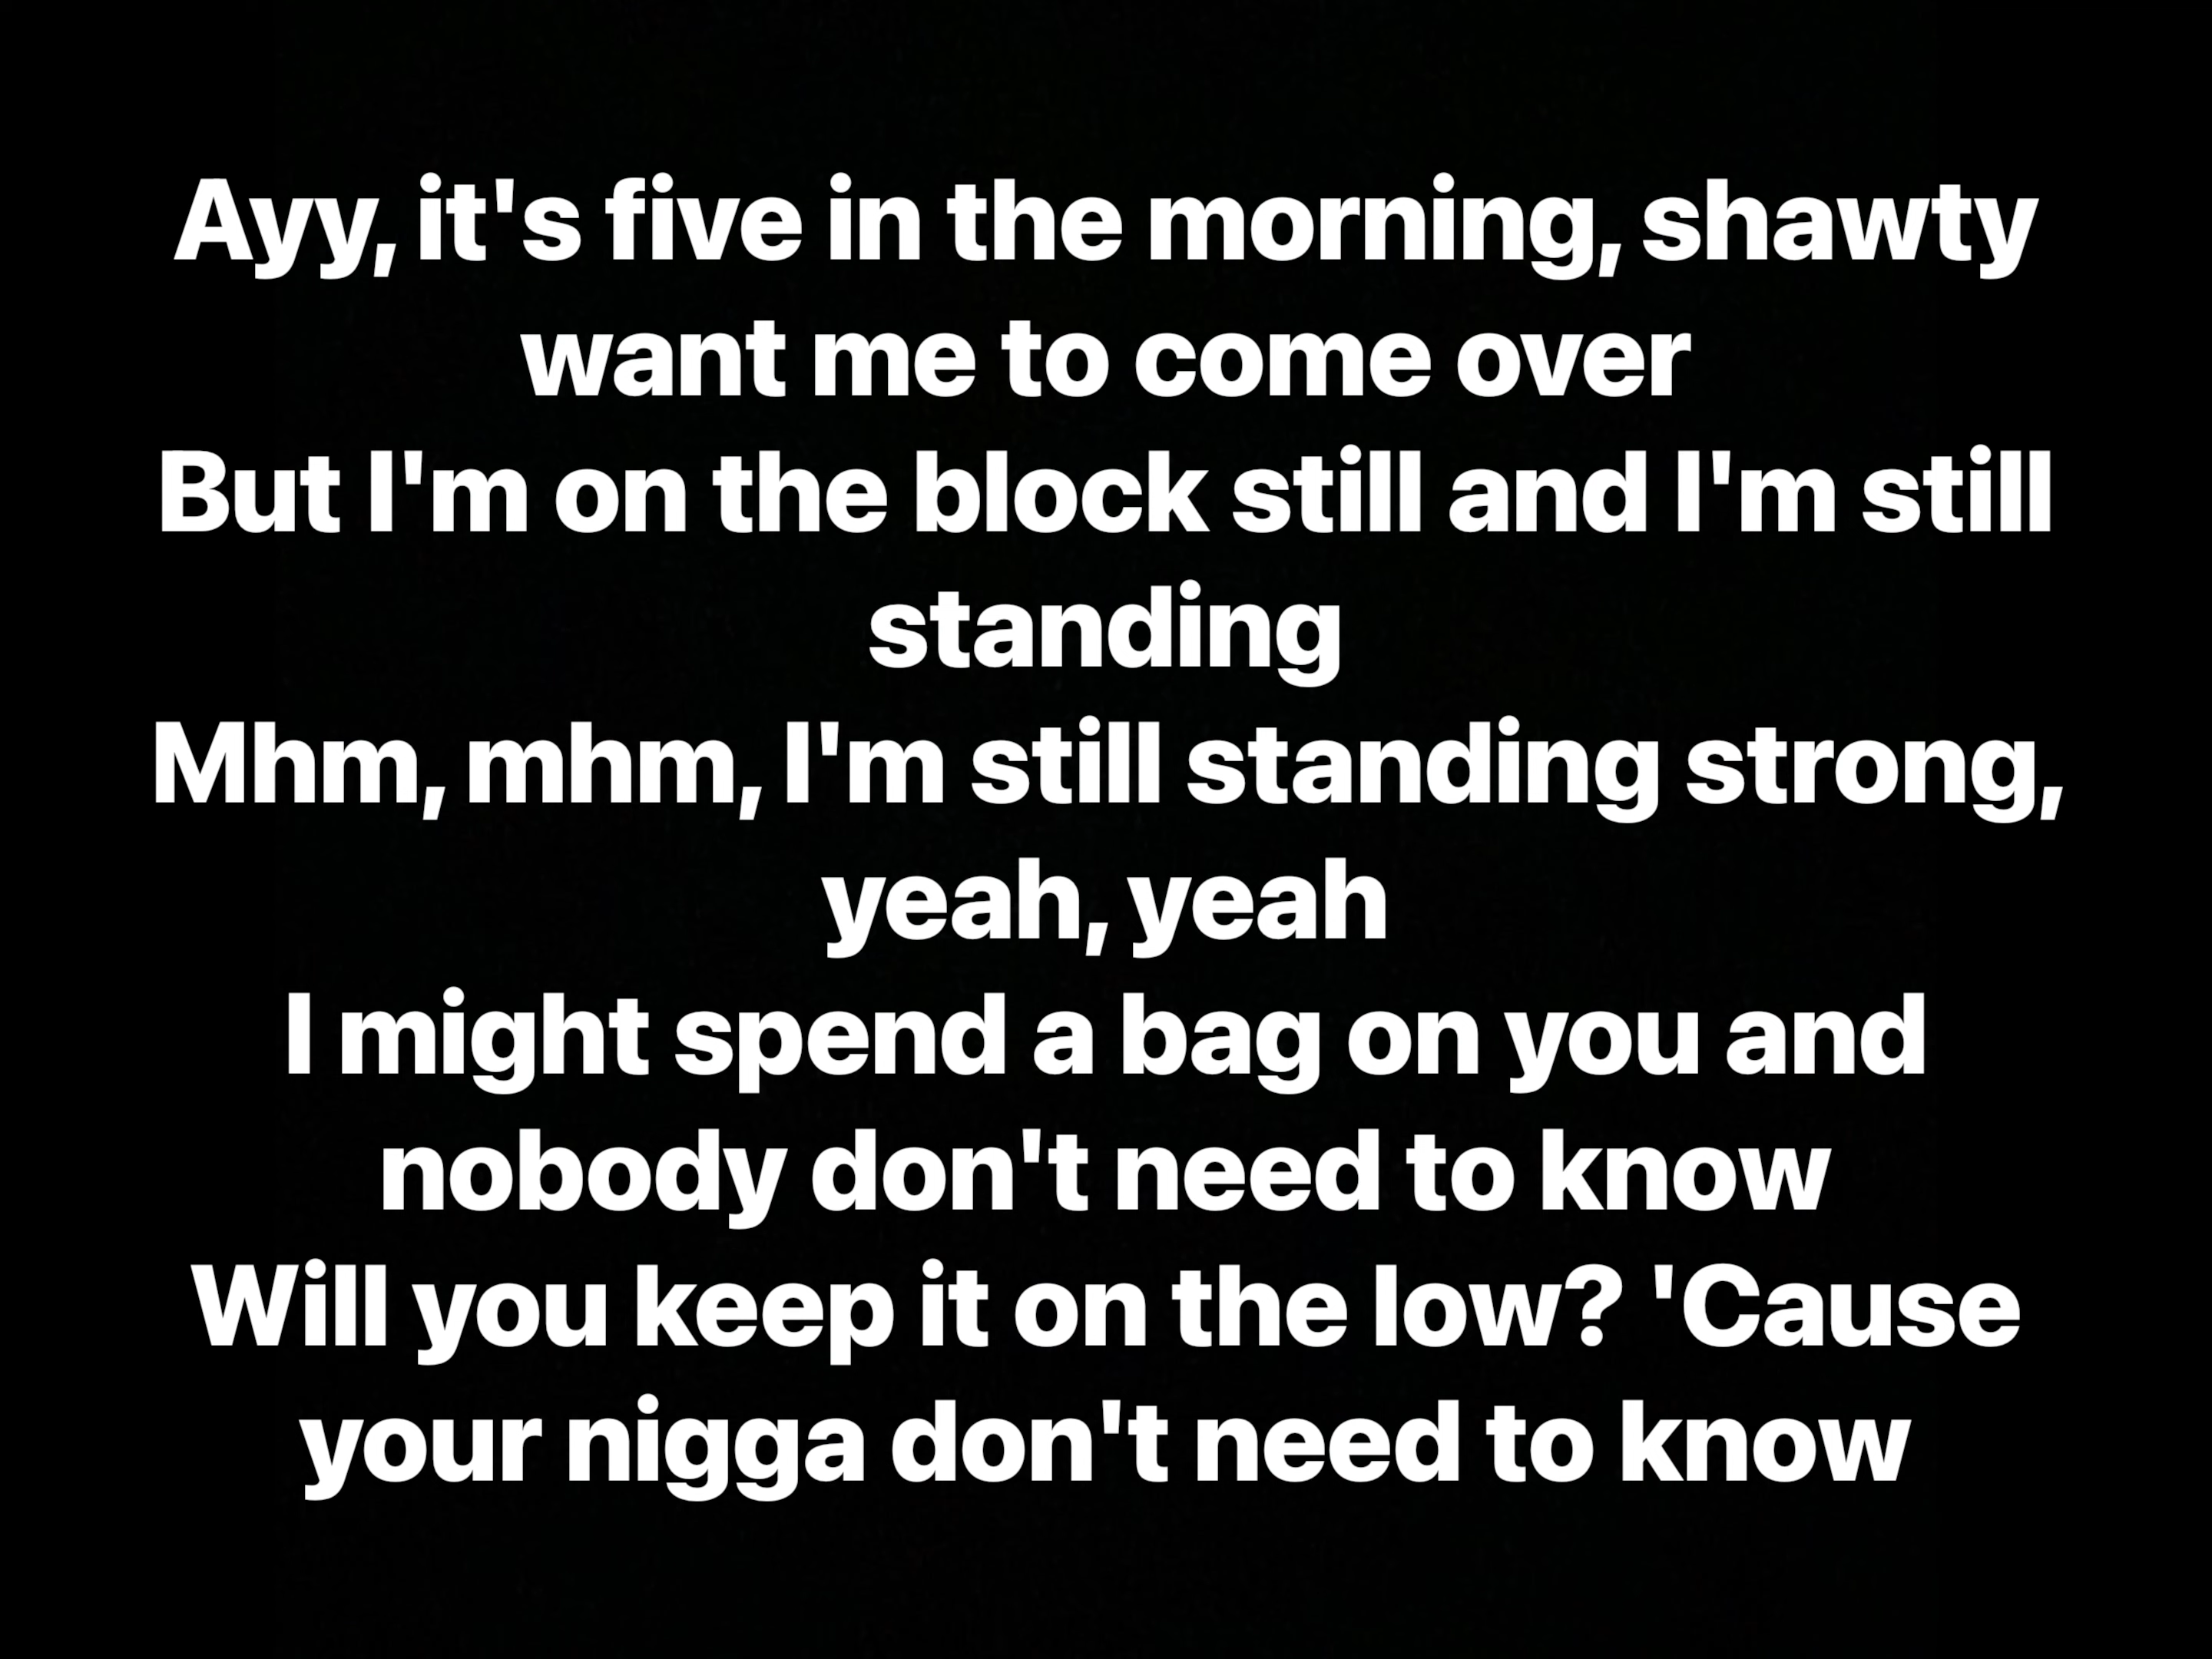 Ayy, it's five in the morning, shawty
want me to come over
But I'm on the block still and I'm still
standing
Mhm, mhm, I'm still standing strong,
yeah, yeah
I might spend a bag on you and
nobody don't need to know
Will you keep it on the low? 'Cause
your nigga don't need to know